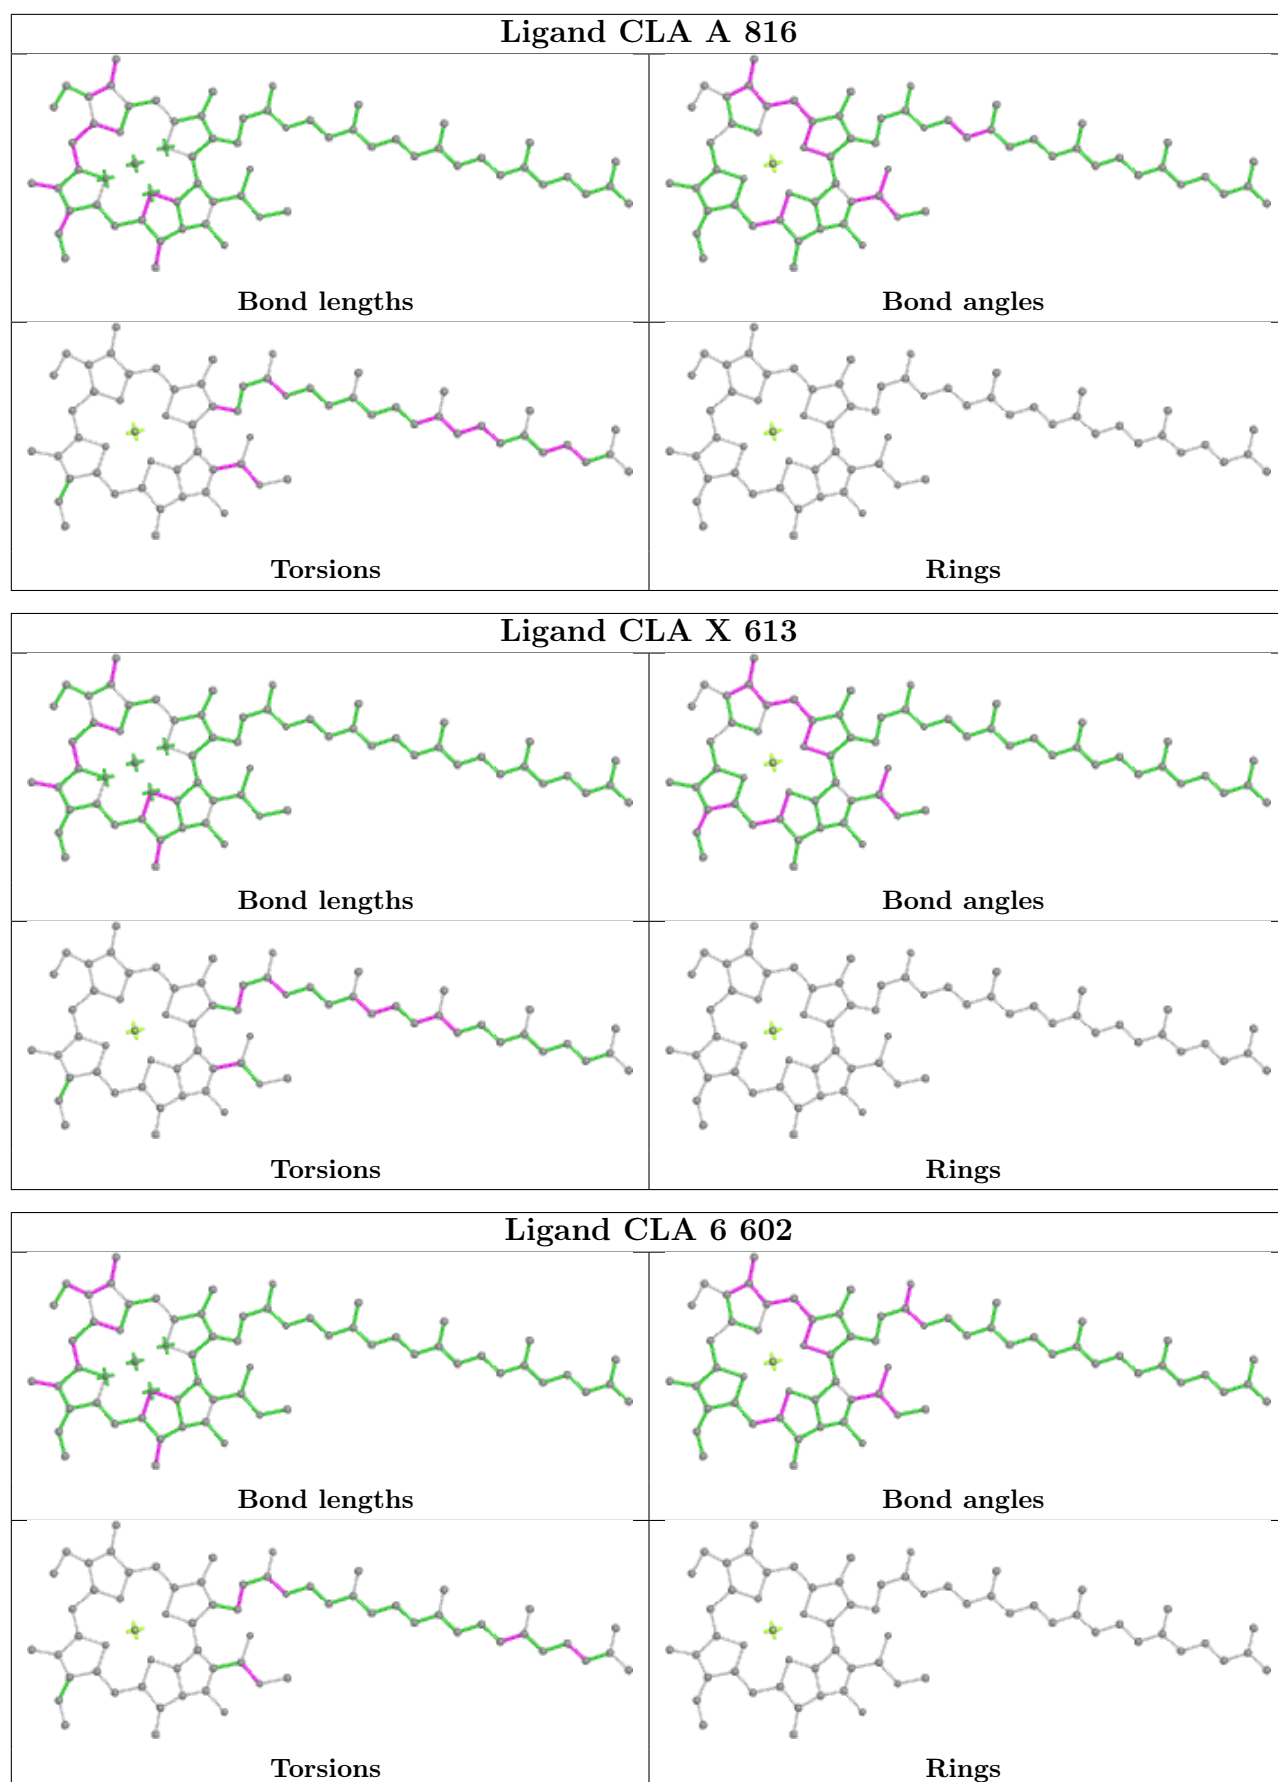 Ligand CLA A 816
Bond lengths
Bond angles
Torsions
Rings
Ligand CLA X 613
Bond lengths
Bond angles
Torsions
Rings
Ligand CLA 6 602
Bond lengths
Bond angles
Torsions
Rings